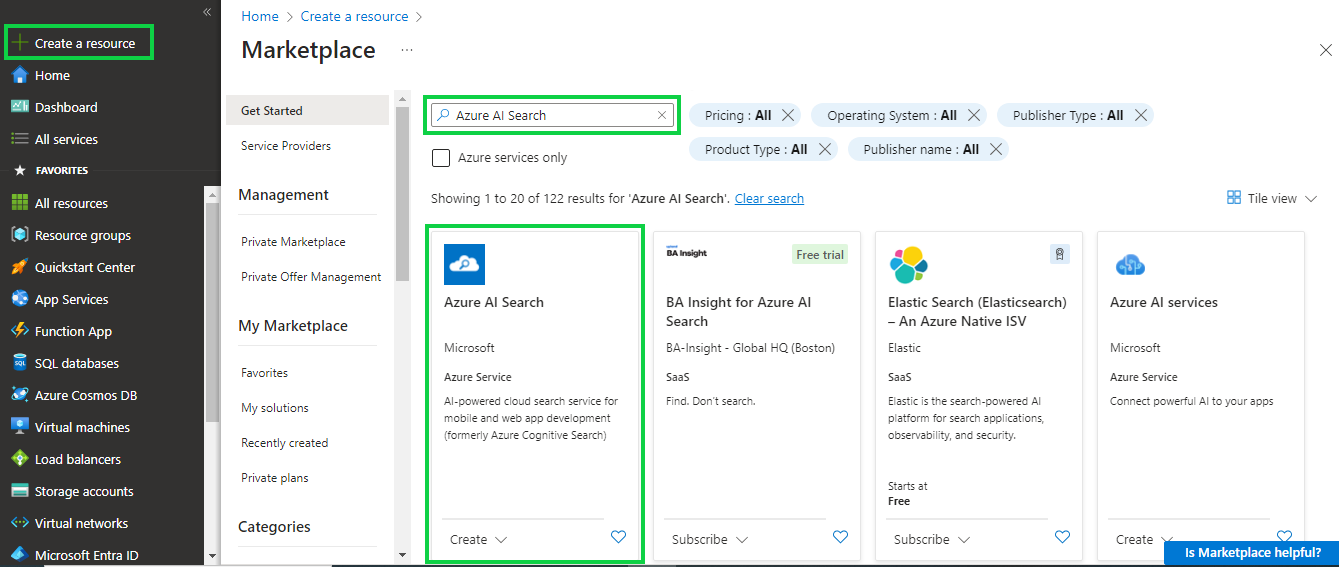 «
Create a resource
Home
Dashboard
All services
FAVORITES
All resources
Resource groups
Quickstart Center
App Services
Function App
SQL databases
Azure Cosmos DB
Virtual machines
Load balancers
Storage accounts
Virtual networks
Microsoft Entra ID
Home > Create a resource >
Marketplace ...
Get Started
Service Providers
Management
Private Marketplace
Private Offer Management
My Marketplace
Favorites
My solutions
Recently created
Private plans
Categories
Azure AI Search
Azure services only
Pricing : All
Operating System : All
Publisher Type : All
Product Type : All
Publisher name : All
Showing 1 to 20 of 122 results for 'Azure AI Search'. Clear search
Tile view
Azure AI Search
Microsoft
Azure Service
AI-powered cloud search service for
mobile and web app development
(formerly Azure Cognitive Search)
Create
BA Insight
Free trial
BA Insight for Azure AI
Search
BA-Insight - Global HQ (Boston)
SaaS
Find. Don't search.
Subscribe
Elastic Search (Elasticsearch)
– An Azure Native ISV
Elastic
SaaS
Elastic is the search-powered AI
platform for search applications,
observability, and security.
Starts at
Free
Subscribe
Azure AI services
Microsoft
Azure Service
Connect powerful AI to your apps
Create
Is Marketplace helpful?